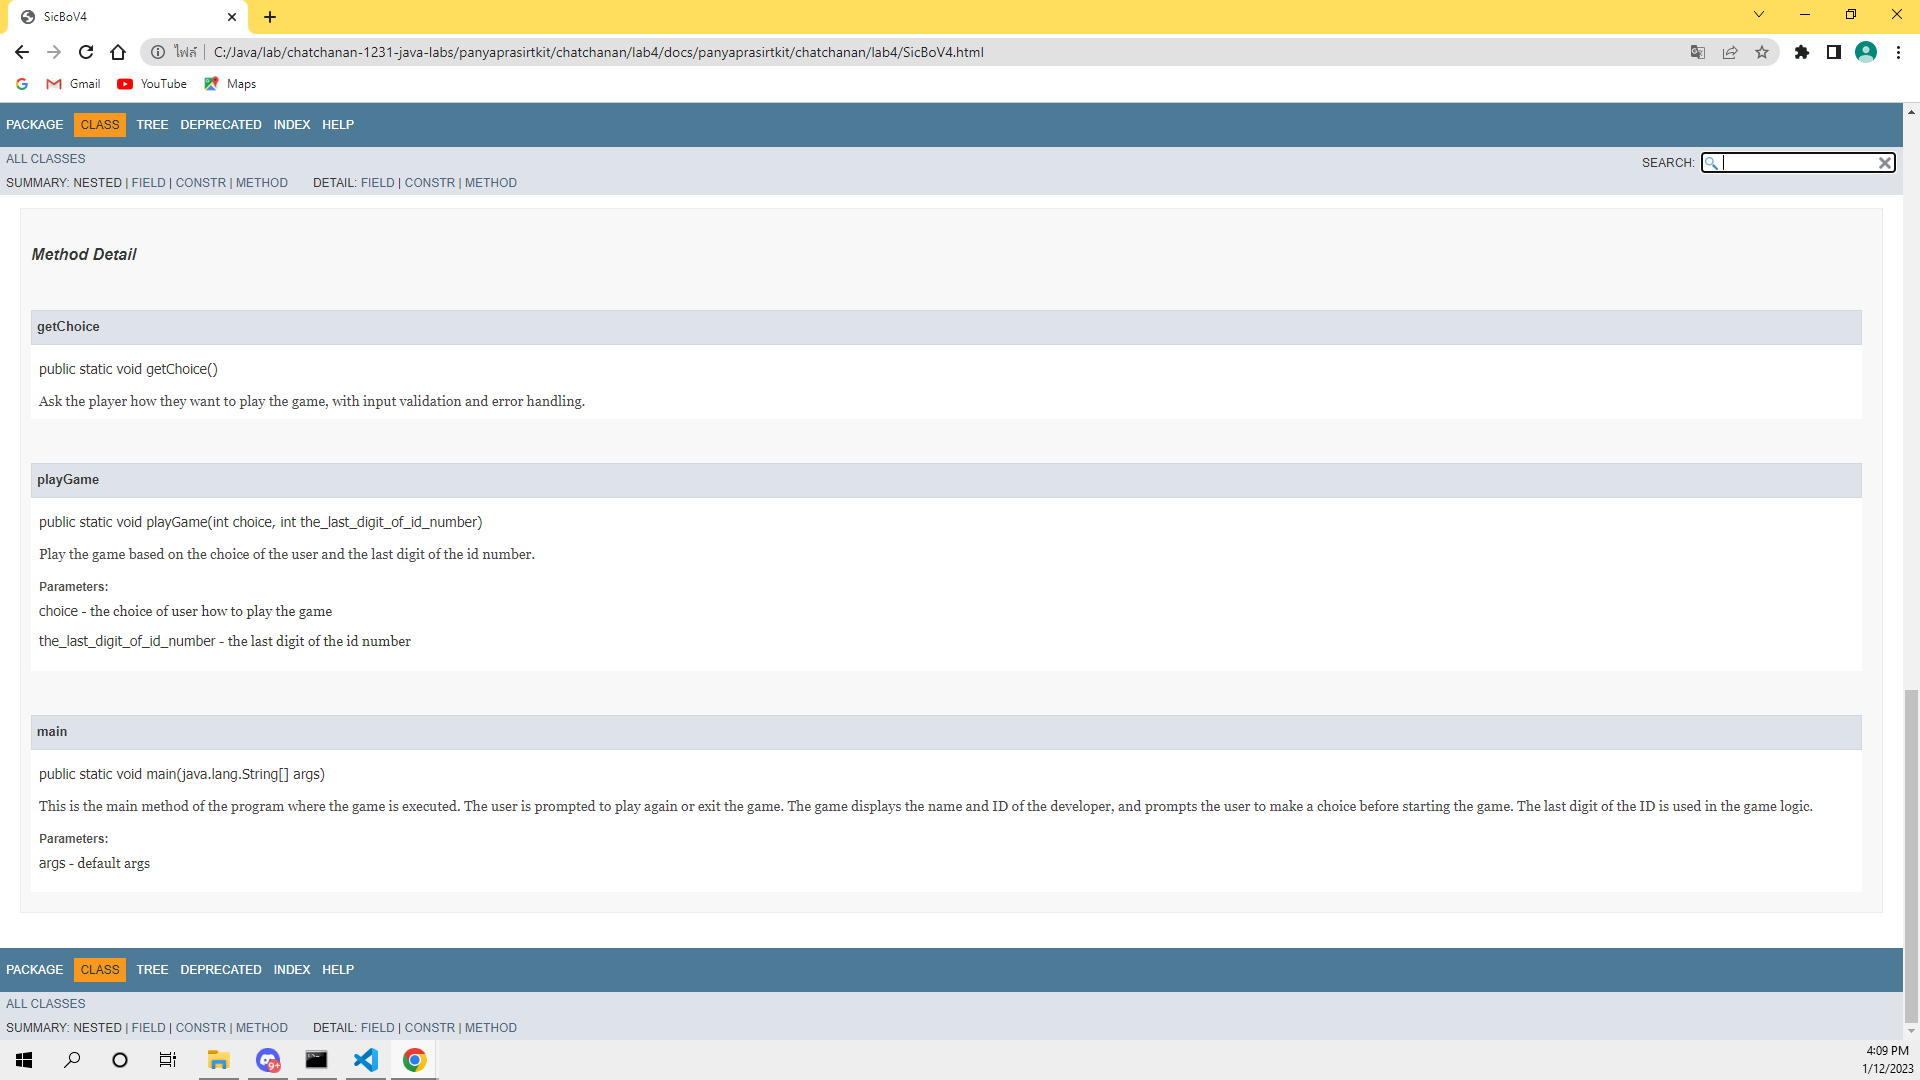 SicBoV4
ไฟล์ C:/Java/lab/chatchanan-1231-java-labs/panyaprasirtkit/chatchanan/lab4/docs/panyaprasirtkit/chatchanan/lab4/SicBoV4.html
Gmail YouTube Maps
PACKAGE CLASS TREE DEPRECATED INDEX HELP
ALL CLASSES
SEARCH:
SUMMARY: NESTED | FIELD | CONSTR | METHOD DETAIL: FIELD | CONSTR | METHOD
Method Detail
getChoice
public static void getChoice()
Ask the player how they want to play the game, with input validation and error handling.
playGame
public static void playGame(int choice, int the_last_digit_of_id_number)
Play the game based on the choice of the user and the last digit of the id number.
Parameters:
choice - the choice of user how to play the game
the_last_digit_of_id_number - the last digit of the id number
main
public static void main(java.lang.String[] args)
This is the main method of the program where the game is executed. The user is prompted to play again or exit the game. The game displays the name and ID of the developer, and prompts the user to make a choice before starting the game. The last digit of the ID is used in the game logic.
Parameters:
args - default args
PACKAGE CLASS TREE DEPRECATED INDEX HELP
ALL CLASSES
SUMMARY: NESTED | FIELD | CONSTR | METHOD DETAIL: FIELD | CONSTR | METHOD
9+
4:09 PM
1/12/2023